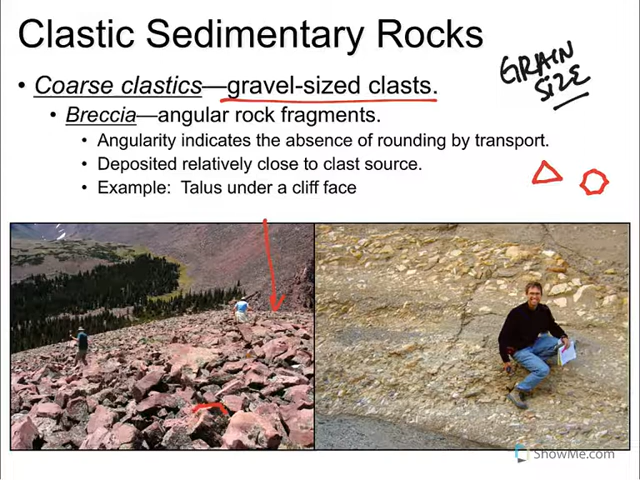 Clastic Sedimentary Rocks
GRAIN
SIZE
• Coarse clastics—gravel-sized clasts.
• Breccia—angular rock fragments.
• Angularity indicates the absence of rounding by transport.
• Deposited relatively close to clast source.
• Example: Talus under a cliff face
ShowMe.com